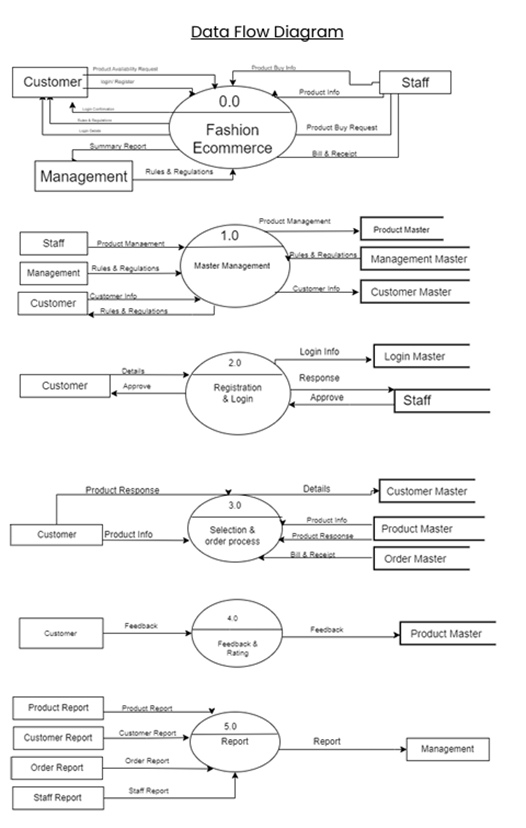 Data Flow Diagram
Product Availability Request
Product Buy Info
Customer
login/ Register
Staff
Product Info
0.0
Login Confirmation
Rules & Regulations
Login Details
Fashion
Ecommerce
Product Buy Request
Summary Report
Bill & Receipt
Management
Rules & Regulations
1.0
Product Management
Staff
Product Manaement
Product Master
Master Management
Rules & Regulations
Management Master
Management
Rules & Regulations
Customer
Customer Info
Customer Info
Customer Master
Rules & Regulations
2.0
Login Info
Login Master
Details
Customer
Approve
Registration
& Login
Response
Approve
Staff
Product Response
Details
Customer Master
3.0
Customer
Product Info
Selection &
order process
Product Info
Product Response
Product Master
Bill & Receipt
Order Master
4.0
Customer
Feedback
Feedback &
Rating
Feedback
Product Master
Product Report
Product Report
5.0
Customer Report
Customer Report
Report
Report
Management
Order Report
Order Report
Staff Report
Staff Report